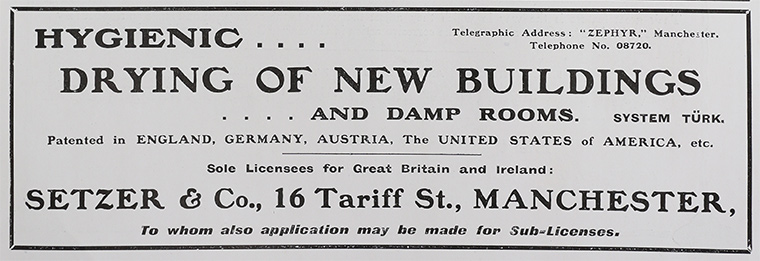 HYGIENIC . . . .
Telegraphic Address: "ZEPHYR," Manchester.
Telephone No. 08720.
DRYING OF NEW BUILDINGS
. . . . AND DAMP ROOMS. SYSTEM TÜRK.
Patented in ENGLAND, GERMANY, AUSTRIA, The UNITED STATES of AMERICA, etc.
Sole Licensees for Great Britain and Ireland:
SETZER & Co., 16 Tariff St., MANCHESTER,
To whom also application may be made for Sub-Licenses.